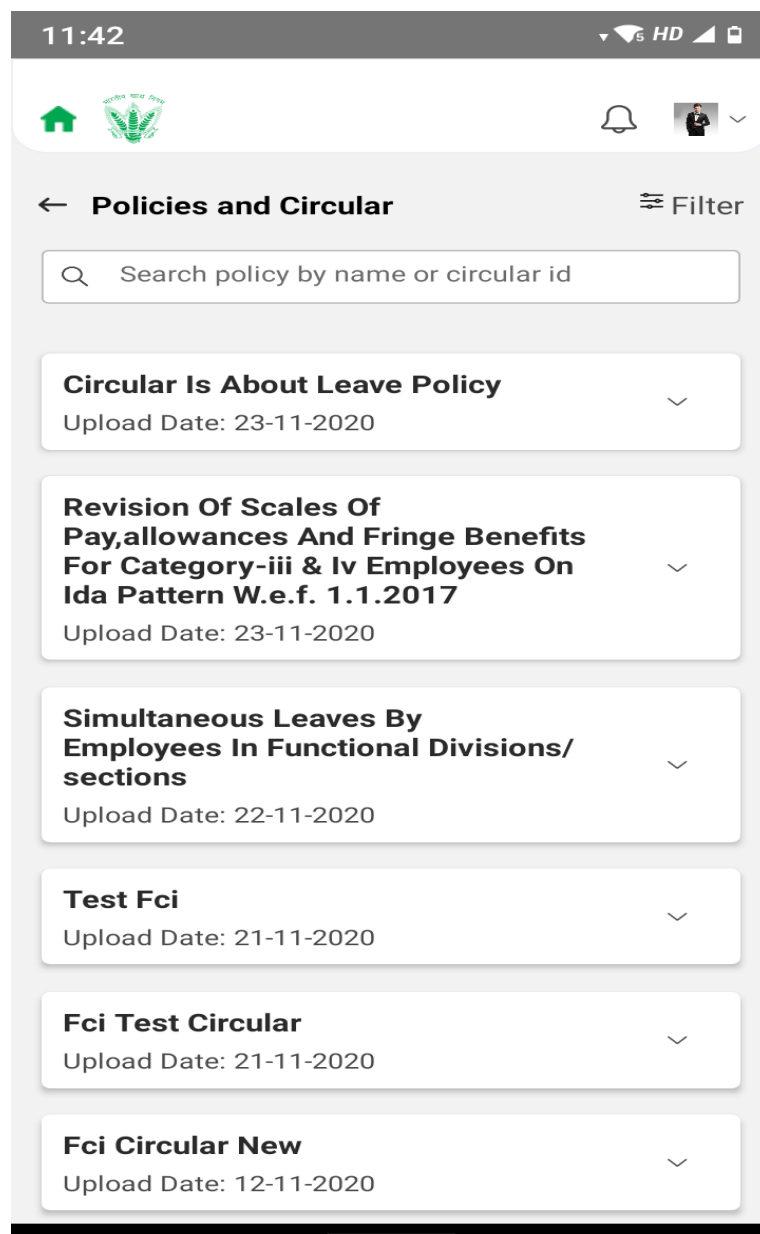 11:42
5 HD
भारतीय खाद्य निगम
Policies and Circular
Filter
Search policy by name or circular id
Circular Is About Leave Policy
Upload Date: 23-11-2020
Revision Of Scales Of
Pay,allowances And Fringe Benefits
For Category-iii & Iv Employees On
Ida Pattern W.e.f. 1.1.2017
Upload Date: 23-11-2020
Simultaneous Leaves By
Employees In Functional Divisions/
sections
Upload Date: 22-11-2020
Test Fci
Upload Date: 21-11-2020
Fci Test Circular
Upload Date: 21-11-2020
Fci Circular New
Upload Date: 12-11-2020